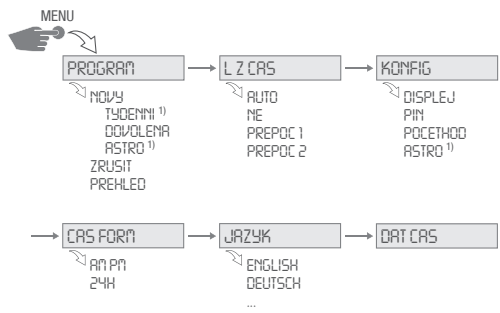 MENU
PROGRAM
NOVY
TYDENNI 1)
DOVOLENA
ASTRO 1)
ZRUSIT
PREHLED
L Z CAS
AUTO
NE
PREPOC 1
PREPOC 2
KONFIG
DISPLEJ
PIN
POCETHOD
ASTRO 1)
CAS FORM
AM PM
24H
JAZYK
ENGLISH
DEUTSCH
...
DAT CAS